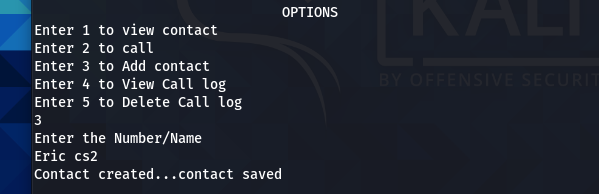 OPTIONS
Enter 1 to view contact
Enter 2 to call
Enter 3 to Add contact
Enter 4 to View Call log
Enter 5 to Delete Call log
3
Enter the Number/Name
Eric cs2
Contact created...contact saved
KALI
BY OFFENSIVE SECURIT